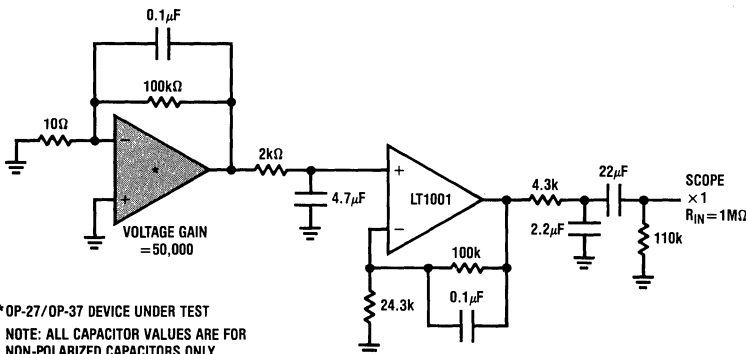 0.1μF
100kΩ
10Ω
−
+
*
VOLTAGE GAIN
=50,000
2kΩ
4.7μF
+
−
LT1001
4.3k
22μF
2.2μF
110k
SCOPE
×1
RIN=1MΩ
100k
0.1μF
24.3k
*OP-27/OP-37 DEVICE UNDER TEST
NOTE: ALL CAPACITOR VALUES ARE FOR
NON-POLARIZED CAPACITORS ONLY